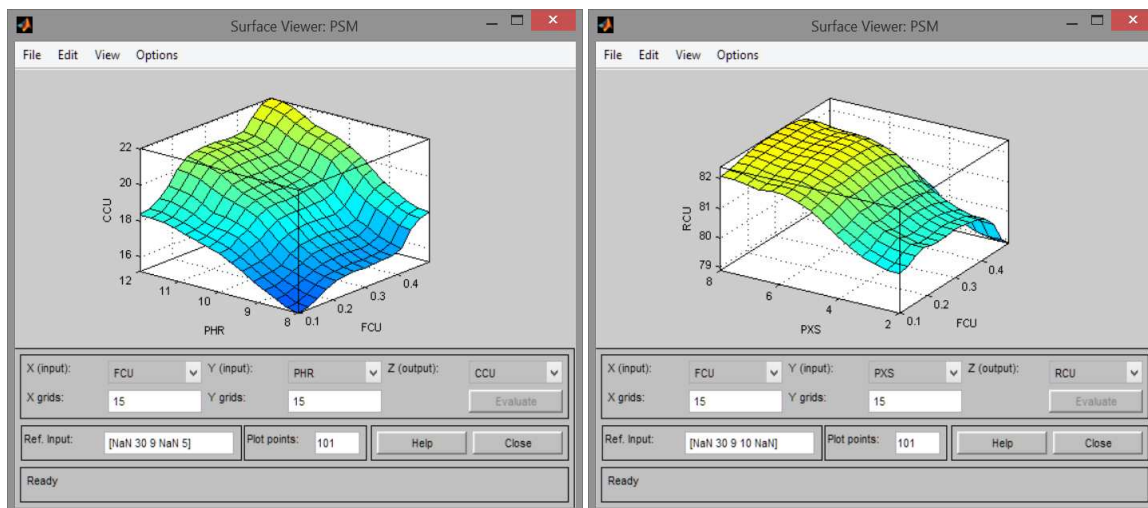 Surface Viewer: PSM
File Edit View Options
22
20
18
16
CCU
12
11
10
9
8
PHR
0.1
0.2
0.3
0.4
FCU
X (input): FCU Y (input): PHR Z (output): CCU
X grids: 15 Y grids: 15 Evaluate
Ref. Input: [NaN 30 9 NaN 5] Plot points: 101 Help Close
Ready
Surface Viewer: PSM
File Edit View Options
82
81
80
79
RCU
8
6
4
2
PXS
0.1
0.2
0.3
0.4
FCU
X (input): FCU Y (input): PXS Z (output): RCU
X grids: 15 Y grids: 15 Evaluate
Ref. Input: [NaN 30 9 10 NaN] Plot points: 101 Help Close
Ready